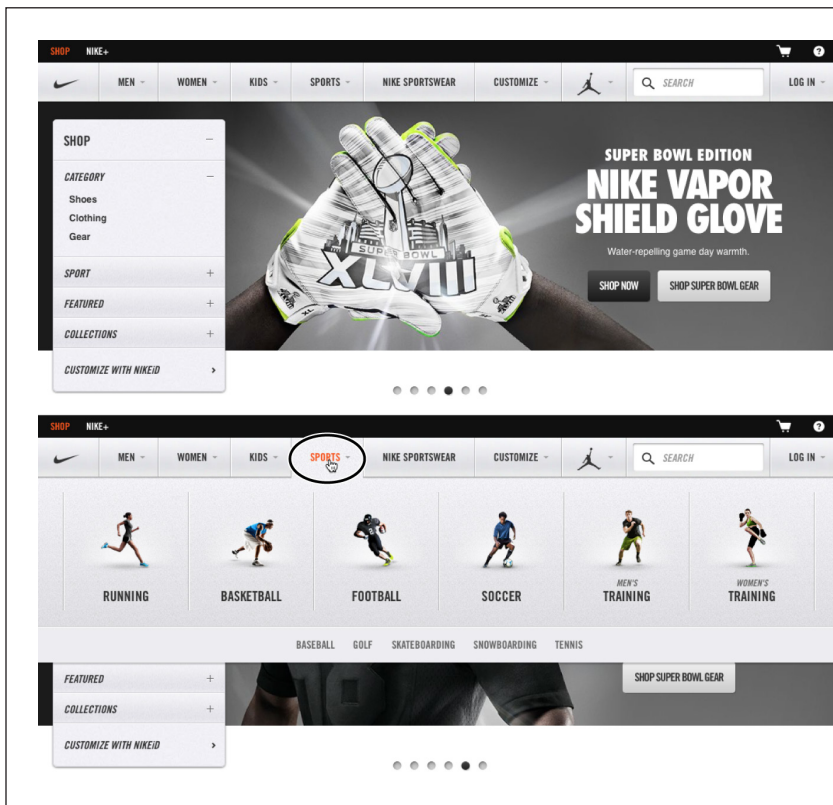 SHOP NIKE+
MEN WOMEN KIDS SPORTS NIKE SPORTSWEAR CUSTOMIZE SEARCH LOG IN
SHOP
CATEGORY
Shoes
Clothing
Gear
SPORT
FEATURED
COLLECTIONS
CUSTOMIZE WITH NIKEiD
SUPER BOWL
XLVIII
XL
SUPER BOWL EDITION
NIKE VAPOR
SHIELD GLOVE
Water-repelling game day warmth.
SHOP NOW SHOP SUPER BOWL GEAR
SHOP NIKE+
MEN WOMEN KIDS SPORTS NIKE SPORTSWEAR CUSTOMIZE SEARCH LOG IN
RUNNING BASKETBALL FOOTBALL SOCCER MEN'S TRAINING WOMEN'S TRAINING
BASEBALL GOLF SKATEBOARDING SNOWBOARDING TENNIS
FEATURED
COLLECTIONS
CUSTOMIZE WITH NIKEiD
SHOP SUPER BOWL GEAR